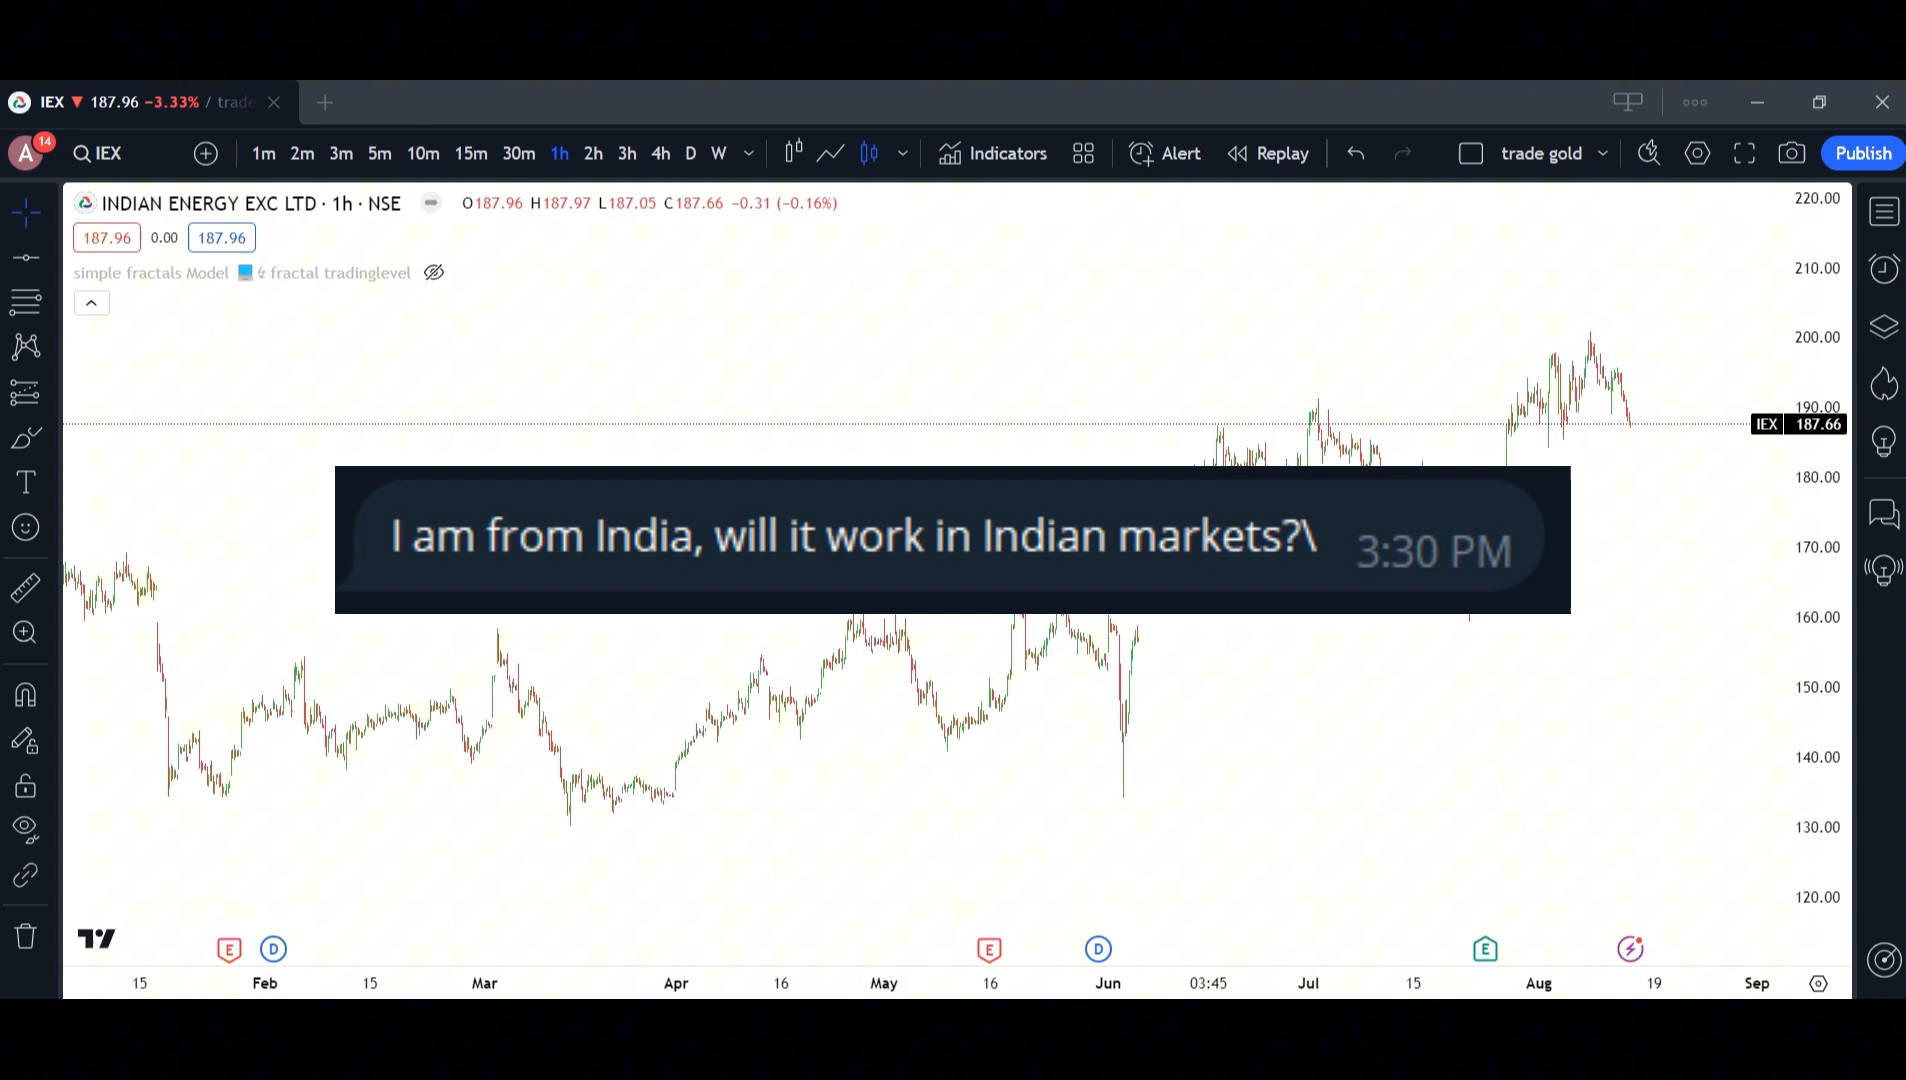 IEX ▼ 187.96 −3.33% / trade
A 14 IEX 1m 2m 3m 5m 10m 15m 30m 1h 2h 3h 4h D W Indicators Alert Replay trade gold Publish
INDIAN ENERGY EXC LTD · 1h · NSE O187.96 H187.97 L187.05 C187.66 −0.31 (−0.16%)
187.96 0.00 187.96
simple fractals Model fractal tradinglevel
220.00
210.00
200.00
190.00
IEX 187.66
180.00
I am from India, will it work in Indian markets?\ 3:30 PM
170.00
160.00
150.00
140.00
130.00
120.00
E D E D E
15 Feb 15 Mar Apr 16 May 16 Jun 03:45 Jul 15 Aug 19 Sep